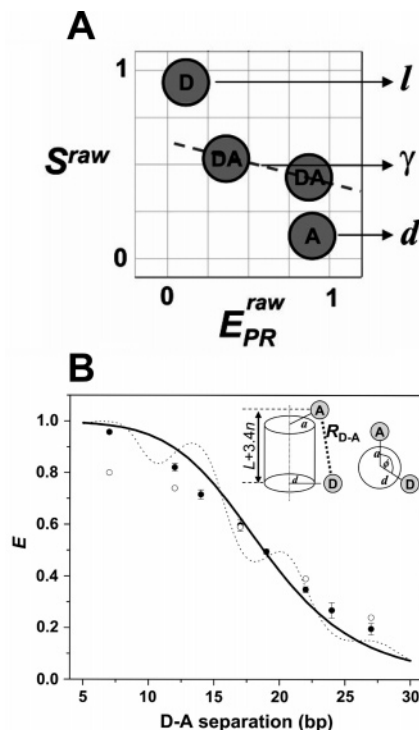 A
1
D
l
S^raw
DA
γ
DA
A
d
0
0
1
E_PR^raw
B
1.0
0.8
0.6
0.4
0.2
0.0
E
A
a
L+3.4n
R_D-A
d
D
A
a
ϕ
d
D
5
10
15
20
25
30
D-A separation (bp)